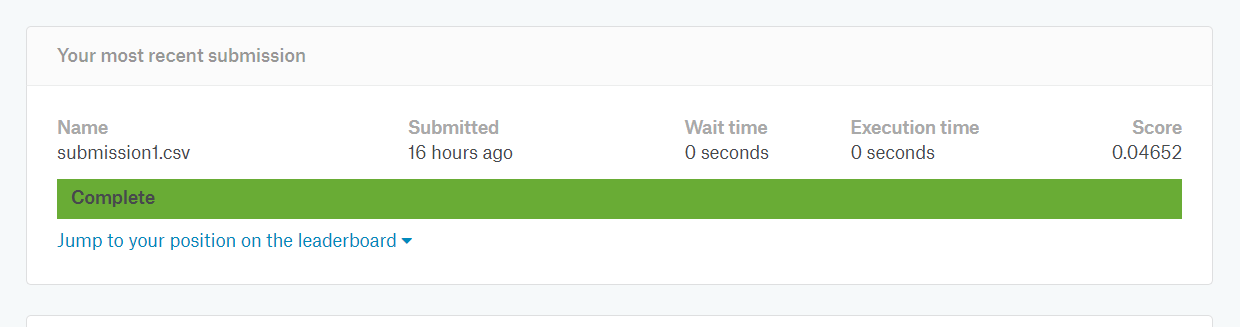 Your most recent submission
Name Submitted Wait time Execution time Score
submission1.csv 16 hours ago 0 seconds 0 seconds 0.04652
Complete
Jump to your position on the leaderboard